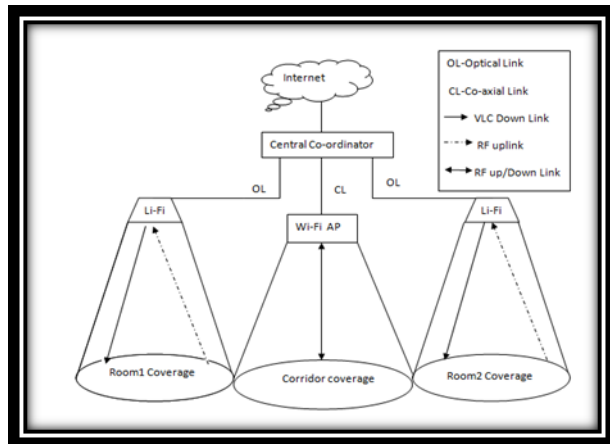 Internet
OL-Optical Link
CL-Co-axial Link
VLC Down Link
RF uplink
RF up/Down Link
Central Co-ordinator
OL
CL
OL
Li-Fi
Wi-Fi AP
Li-Fi
Room1 Coverage
Corridor coverage
Room2 Coverage